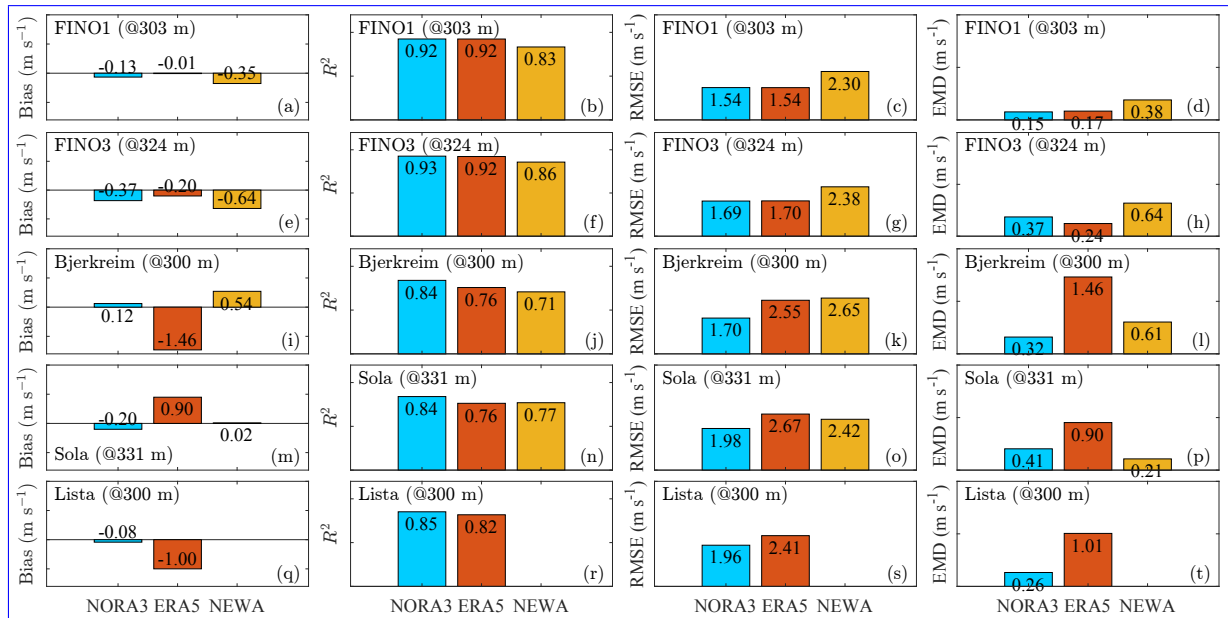 FINO1 (@303 m)
Bias (m s⁻¹)
-0.13
-0.01
-0.35
(a)
FINO1 (@303 m)
R²
0.92
0.92
0.83
(b)
FINO1 (@303 m)
RMSE (m s⁻¹)
1.54
1.54
2.30
(c)
FINO1 (@303 m)
EMD (m s⁻¹)
0.15
0.17
0.38
(d)
FINO3 (@324 m)
Bias (m s⁻¹)
-0.37
-0.20
-0.64
(e)
FINO3 (@324 m)
R²
0.93
0.92
0.86
(f)
FINO3 (@324 m)
RMSE (m s⁻¹)
1.69
1.70
2.38
(g)
FINO3 (@324 m)
EMD (m s⁻¹)
0.37
0.24
0.64
(h)
Bjerkreim (@300 m)
Bias (m s⁻¹)
0.12
-1.46
0.54
(i)
Bjerkreim (@300 m)
R²
0.84
0.76
0.71
(j)
Bjerkreim (@300 m)
RMSE (m s⁻¹)
1.70
2.55
2.65
(k)
Bjerkreim (@300 m)
EMD (m s⁻¹)
0.32
1.46
0.61
(l)
Bias (m s⁻¹)
-0.20
0.90
0.02
Sola (@331 m)
(m)
Sola (@331 m)
R²
0.84
0.76
0.77
(n)
Sola (@331 m)
RMSE (m s⁻¹)
1.98
2.67
2.42
(o)
Sola (@331 m)
EMD (m s⁻¹)
0.41
0.90
0.21
(p)
Lista (@300 m)
Bias (m s⁻¹)
-0.08
-1.00
(q)
Lista (@300 m)
R²
0.85
0.82
(r)
Lista (@300 m)
RMSE (m s⁻¹)
1.96
2.41
(s)
Lista (@300 m)
EMD (m s⁻¹)
0.26
1.01
(t)
NORA3 ERA5 NEWA
NORA3 ERA5 NEWA
NORA3 ERA5 NEWA
NORA3 ERA5 NEWA